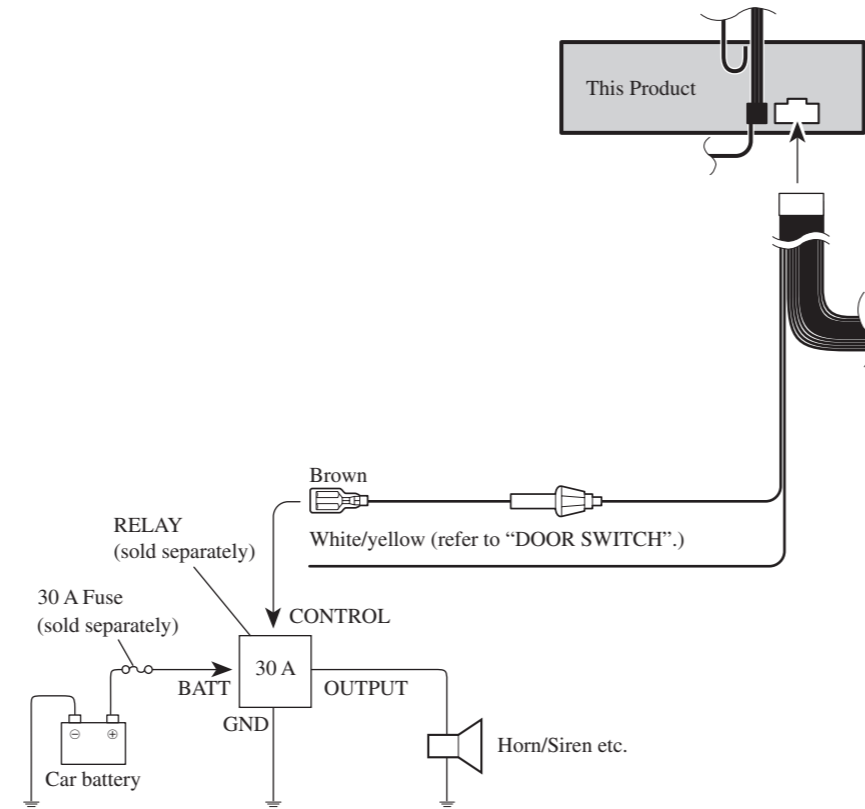 This Product
Brown
White/yellow (refer to “DOOR SWITCH”.)
RELAY
(sold separately)
30 A Fuse
(sold separately)
CONTROL
30 A
BATT
OUTPUT
GND
⊖ ⊕
Horn/Siren etc.
Car battery